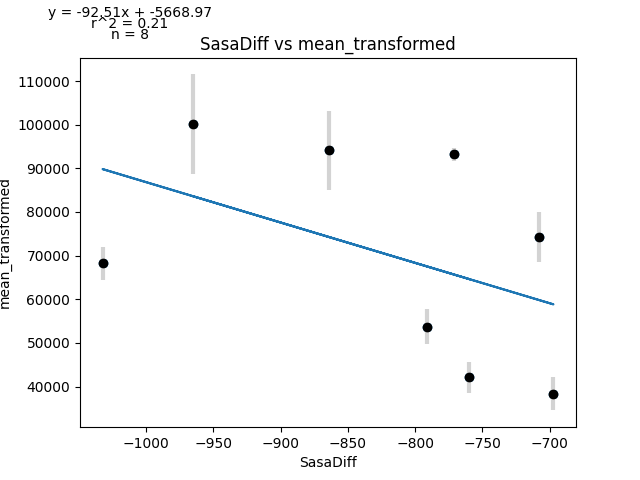 y = -92.51x + -5668.97
r^2 = 0.21
n = 8
SasaDiff vs mean_transformed
110000
100000
90000
80000
70000
60000
50000
40000
mean_transformed
−1000
−950
−900
−850
−800
−750
−700
SasaDiff